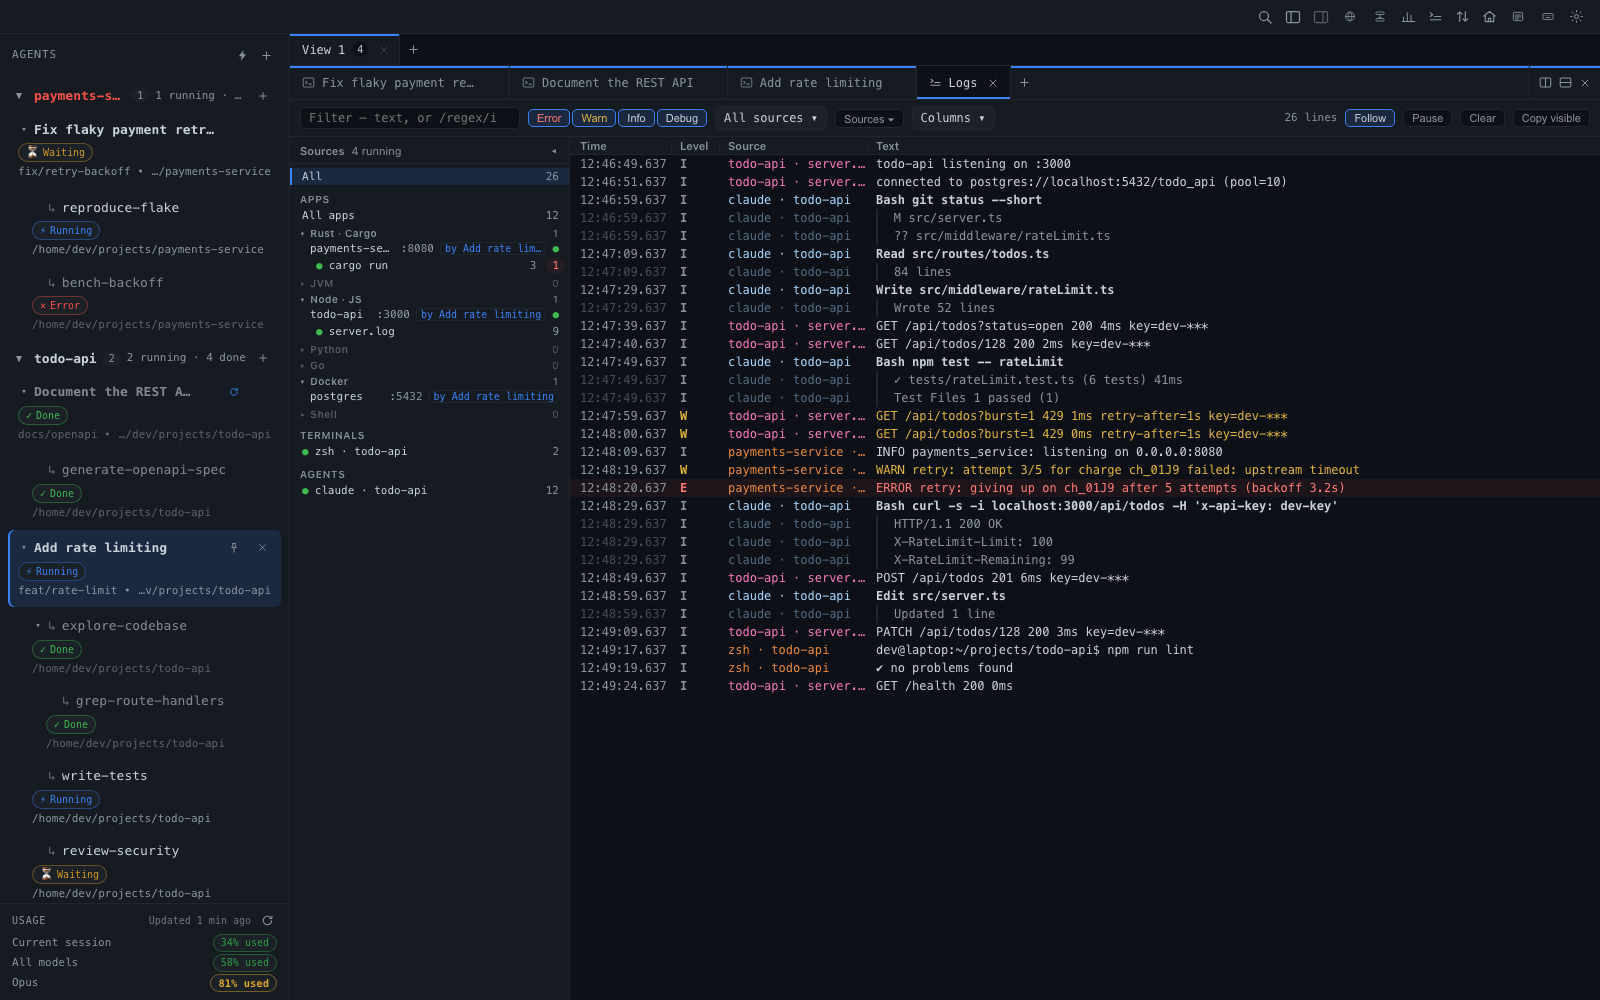 AGENTS
payments-s… 1 1 running · …
Fix flaky payment retr…
Waiting
fix/retry-backoff • …/payments-service
↳ reproduce-flake
Running
/home/dev/projects/payments-service
bench-backoff
× Error
/home/dev/projects/payments-service
todo-api 2 2 running · 4 done
Document the REST A…
✓ Done
docs/openapi • …/dev/projects/todo-api
↳ generate-openapi-spec
✓ Done
/home/dev/projects/todo-api
Add rate limiting
Running
feat/rate-limit • …v/projects/todo-api
↳ explore-codebase
✓ Done
/home/dev/projects/todo-api
↳ grep-route-handlers
✓ Done
/home/dev/projects/todo-api
↳ write-tests
Running
/home/dev/projects/todo-api
↳ review-security
Waiting
/home/dev/projects/todo-api
USAGE Updated 1 min ago
Current session 34% used
All models 58% used
Opus 81% used
View 1 4
Fix flaky payment re… Document the REST API Add rate limiting Logs
Filter — text, or /regex/i Error Warn Info Debug All sources ▾ Sources ▾ Columns ▾ 26 lines Follow Pause Clear Copy visible
Sources 4 running
All 26
APPS
All apps 12
Rust · Cargo 1
payments-se… :8080 by Add rate lim…
cargo run 3 1
JVM 0
Node · JS 1
todo-api :3000 by Add rate limiting
server.log 9
Python 0
Go 0
Docker 1
postgres :5432 by Add rate limiting
Shell 0
TERMINALS
zsh · todo-api 2
AGENTS
claude · todo-api 12
Time Level Source Text
12:46:49.637 I todo-api · server.… todo-api listening on :3000
12:46:51.637 I todo-api · server.… connected to postgres://localhost:5432/todo_api (pool=10)
12:46:59.637 I claude · todo-api Bash git status --short
12:46:59.637 I claude · todo-api M src/server.ts
12:46:59.637 I claude · todo-api ?? src/middleware/rateLimit.ts
12:47:09.637 I claude · todo-api Read src/routes/todos.ts
12:47:09.637 I claude · todo-api 84 lines
12:47:29.637 I claude · todo-api Write src/middleware/rateLimit.ts
12:47:29.637 I claude · todo-api Wrote 52 lines
12:47:39.637 I todo-api · server.… GET /api/todos?status=open 200 4ms key=dev-***
12:47:40.637 I todo-api · server.… GET /api/todos/128 200 2ms key=dev-***
12:47:49.637 I claude · todo-api Bash npm test -- rateLimit
12:47:49.637 I claude · todo-api ✓ tests/rateLimit.test.ts (6 tests) 41ms
12:47:49.637 I claude · todo-api Test Files 1 passed (1)
12:47:59.637 W todo-api · server.… GET /api/todos?burst=1 429 1ms retry-after=1s key=dev-***
12:48:00.637 W todo-api · server.… GET /api/todos?burst=1 429 0ms retry-after=1s key=dev-***
12:48:09.637 I payments-service ·… INFO payments_service: listening on 0.0.0.0:8080
12:48:19.637 W payments-service ·… WARN retry: attempt 3/5 for charge ch_01J9 failed: upstream timeout
12:48:20.637 E payments-service ·… ERROR retry: giving up on ch_01J9 after 5 attempts (backoff 3.2s)
12:48:29.637 I claude · todo-api Bash curl -s -i localhost:3000/api/todos -H 'x-api-key: dev-key'
12:48:29.637 I claude · todo-api HTTP/1.1 200 OK
12:48:29.637 I claude · todo-api X-RateLimit-Limit: 100
12:48:29.637 I claude · todo-api X-RateLimit-Remaining: 99
12:48:49.637 I todo-api · server.… POST /api/todos 201 6ms key=dev-***
12:48:59.637 I claude · todo-api Edit src/server.ts
12:48:59.637 I claude · todo-api Updated 1 line
12:49:09.637 I todo-api · server.… PATCH /api/todos/128 200 3ms key=dev-***
12:49:17.637 I zsh · todo-api dev@laptop:~/projects/todo-api$ npm run lint
12:49:19.637 I zsh · todo-api ✔ no problems found
12:49:24.637 I todo-api · server.… GET /health 200 0ms